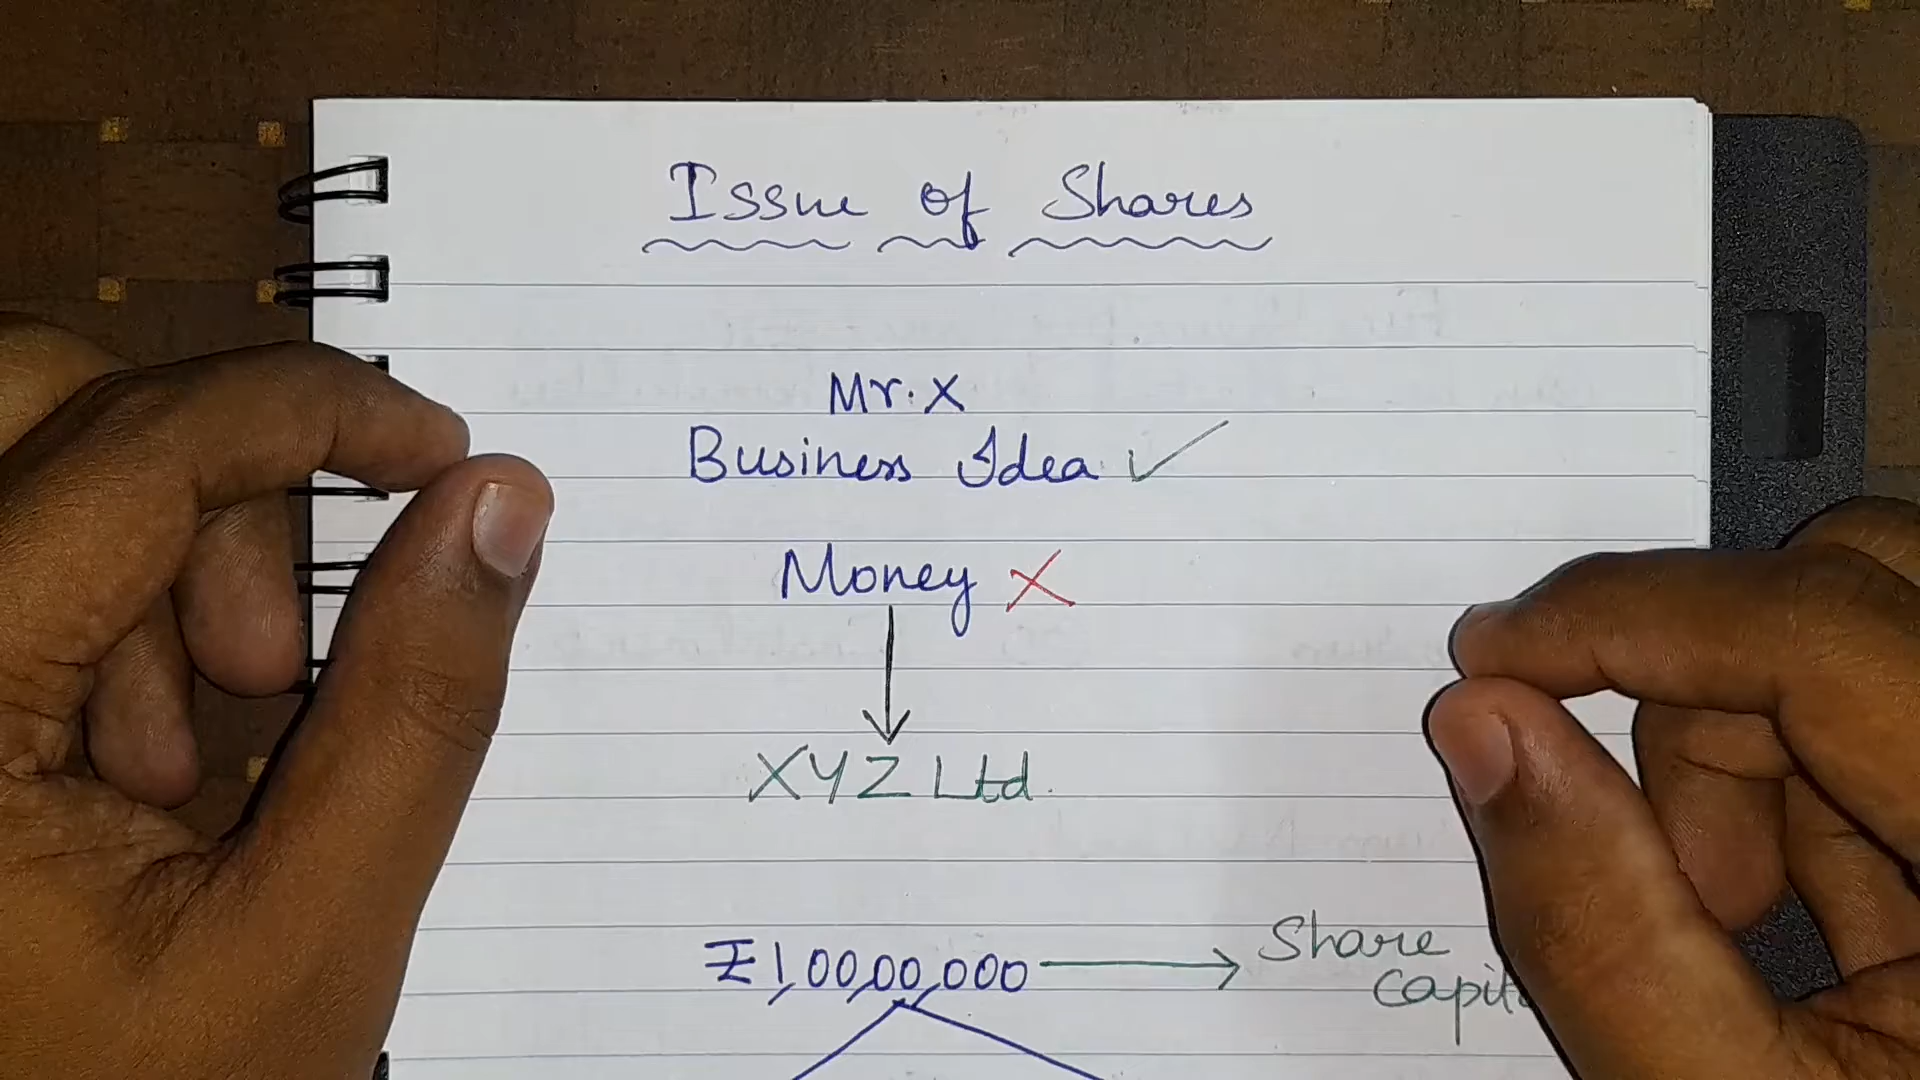 Issue of Shares
Mr. X
Business Idea ✓
Money X
XYZ Ltd.
₹1,00,00,000 → Share